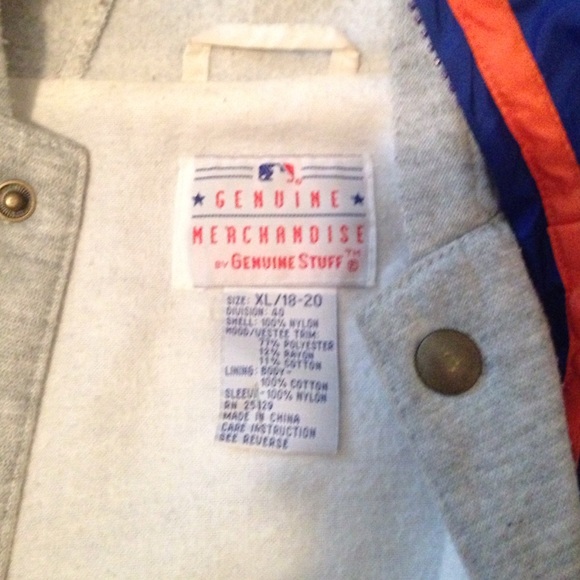 GENUINE
MERCHANDISE
BY GENUINE STUFF TM ®
SIZE: XL/18-20
DIVISION: 40
SHELL: 100% NYLON
HOOD/VESTEE TRIM:
77% POLYESTER
12% RAYON
11% COTTON
LINING: BODY-
100% COTTON
SLEEVE-100% NYLON
RN 25129
MADE IN CHINA
CARE INSTRUCTION
SEE REVERSE